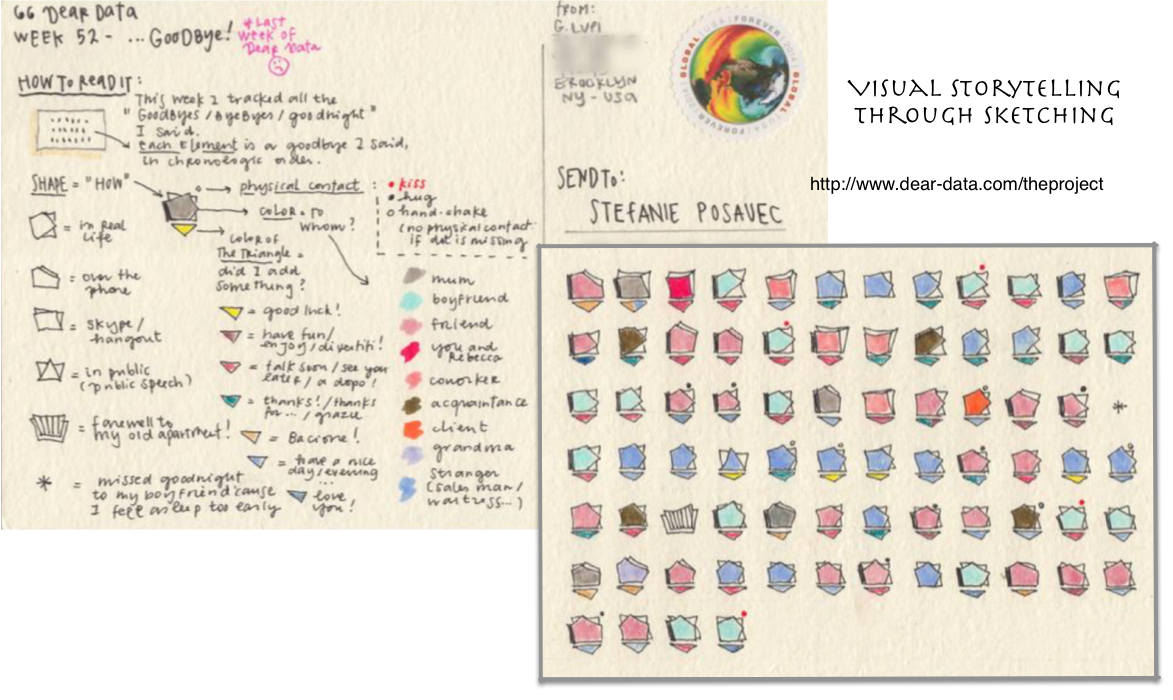 GG DEAR DATA
WEEK 52 - ... GOODBYE!
* LAST
WEEK OF
DEAR DATA
HOW TO READ IT:
This week I tracked all the
"GOODBYES / BYEBYES / goodnight"
I said.
Each Element is a goodbye I said,
in chronologic order.
SHAPE = "HOW"
= in Real
life
= over the
phone
= skype /
hangout
= in public
(public speech)
= farewell to
my old apartment!
* = missed goodnight
to my boyfriend 'cause
I fell asleep too early
physical contact :
• kiss
• hug
o hand-shake
(no physical contact
if dot is missing
COLOR = TO
whom?
COLOR OF
The TRIANGLE =
did I add
something?
= good luck!
= have fun/
enjoy/divertiti!
= talk soon/see you
later/a dopo!
= thanks!/thanks
for.../grazie
= Bacione!
= have a nice
day/evening
...
= love
you!
mum
boyfriend
friend
you and
Rebecca
coworker
acquaintance
client
grandma
Stranger
(sales man/
waitress...)
FROM:
G. LUPI
BROOKLYN
NY - USA
GLOBAL
FOREVER
USA
SEND TO:
STEFANIE POSAVEC
*
VISUAL STORYTELLING
THROUGH SKETCHING
http://www.dear-data.com/theproject